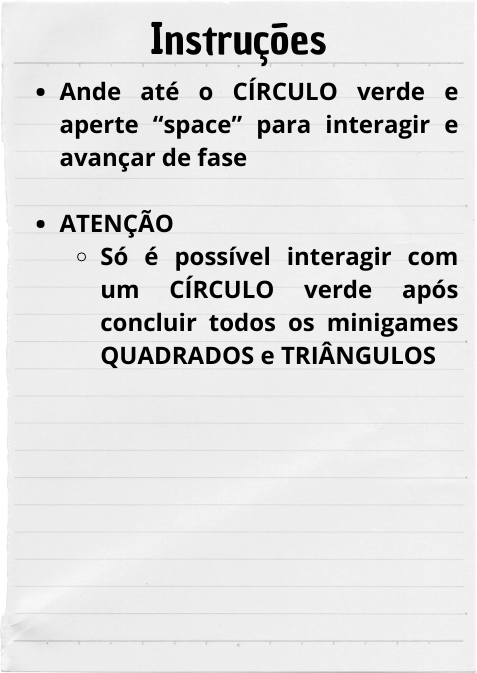 Instruções
• Ande até o CÍRCULO verde e
aperte “space” para interagir e
avançar de fase
• ATENÇÃO
○ Só é possível interagir com
um CÍRCULO verde após
concluir todos os minigames
QUADRADOS e TRIÂNGULOS